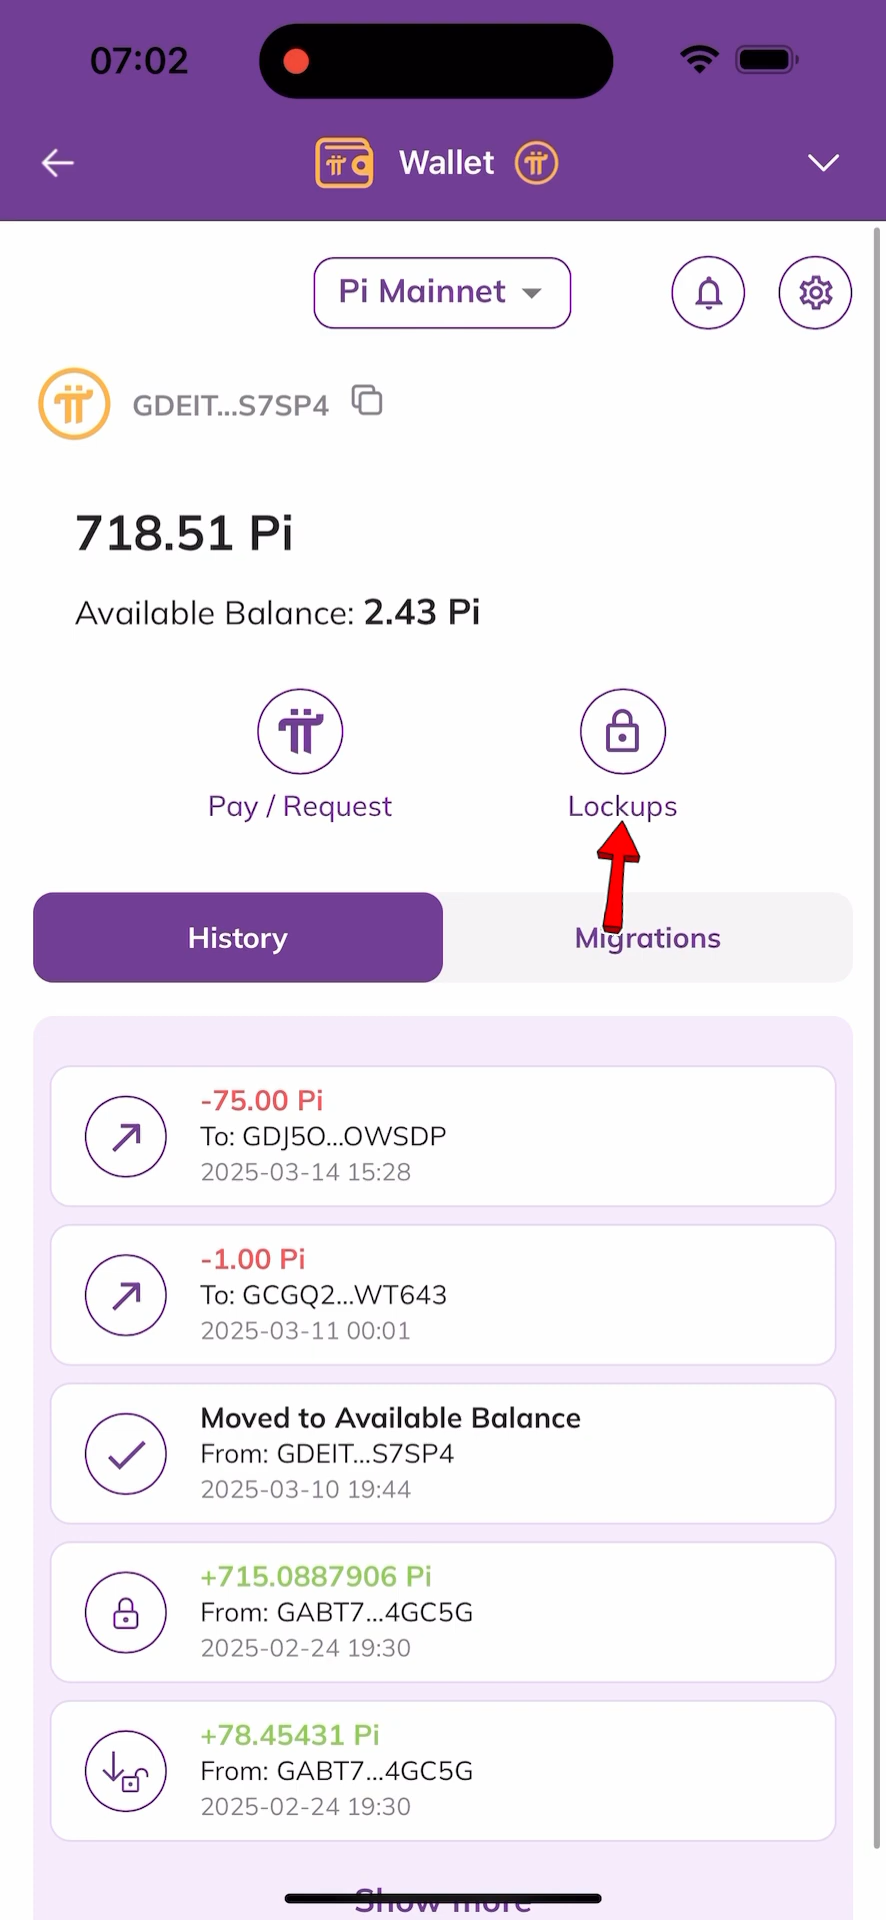 07:02
Wallet
Pi Mainnet
GDEIT...S7SP4
718.51 Pi
Available Balance: 2.43 Pi
Pay / Request
Lockups
History
Migrations
-75.00 Pi
To: GDJ5O...OWSDP
2025-03-14 15:28
-1.00 Pi
To: GCGQ2...WT643
2025-03-11 00:01
Moved to Available Balance
From: GDEIT...S7SP4
2025-03-10 19:44
+715.0887906 Pi
From: GABT7...4GC5G
2025-02-24 19:30
+78.45431 Pi
From: GABT7...4GC5G
2025-02-24 19:30
Show more